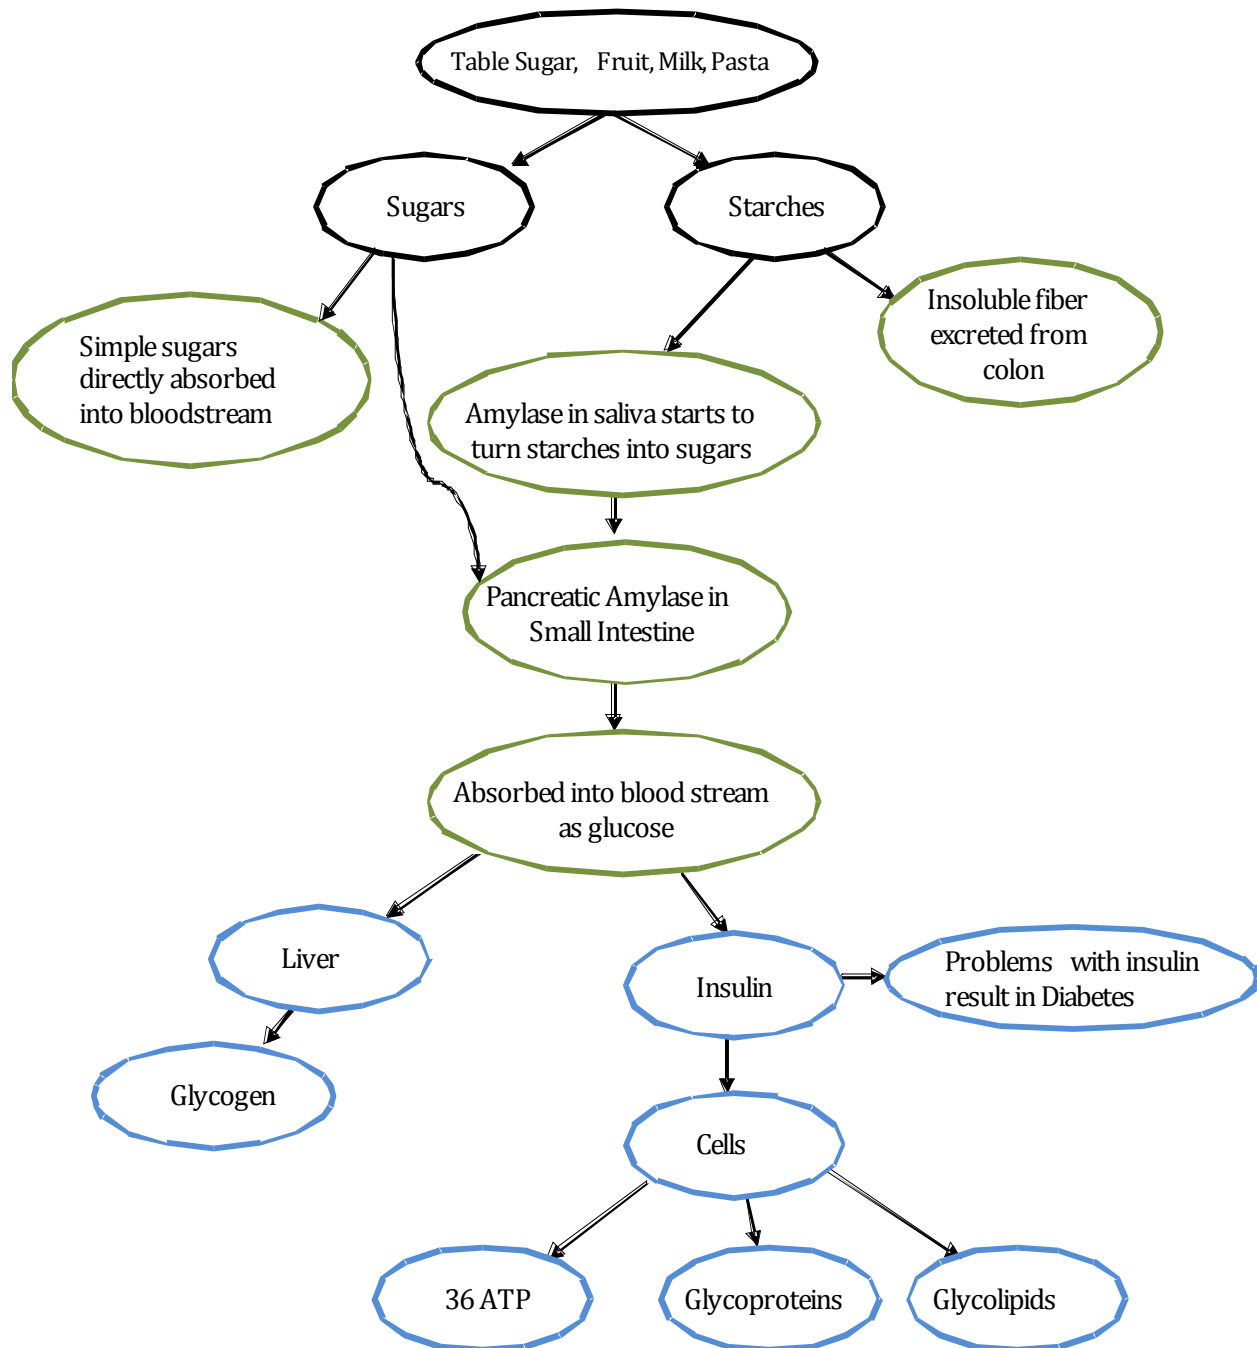 Table Sugar, Fruit, Milk, Pasta
Sugars
Starches
Simple sugars
directly absorbed
into bloodstream
Insoluble fiber
excreted from
colon
Amylase in saliva starts to
turn starches into sugars
Pancreatic Amylase in
Small Intestine
Absorbed into blood stream
as glucose
Liver
Insulin
Problems with insulin
result in Diabetes
Glycogen
Cells
36 ATP
Glycoproteins
Glycolipids